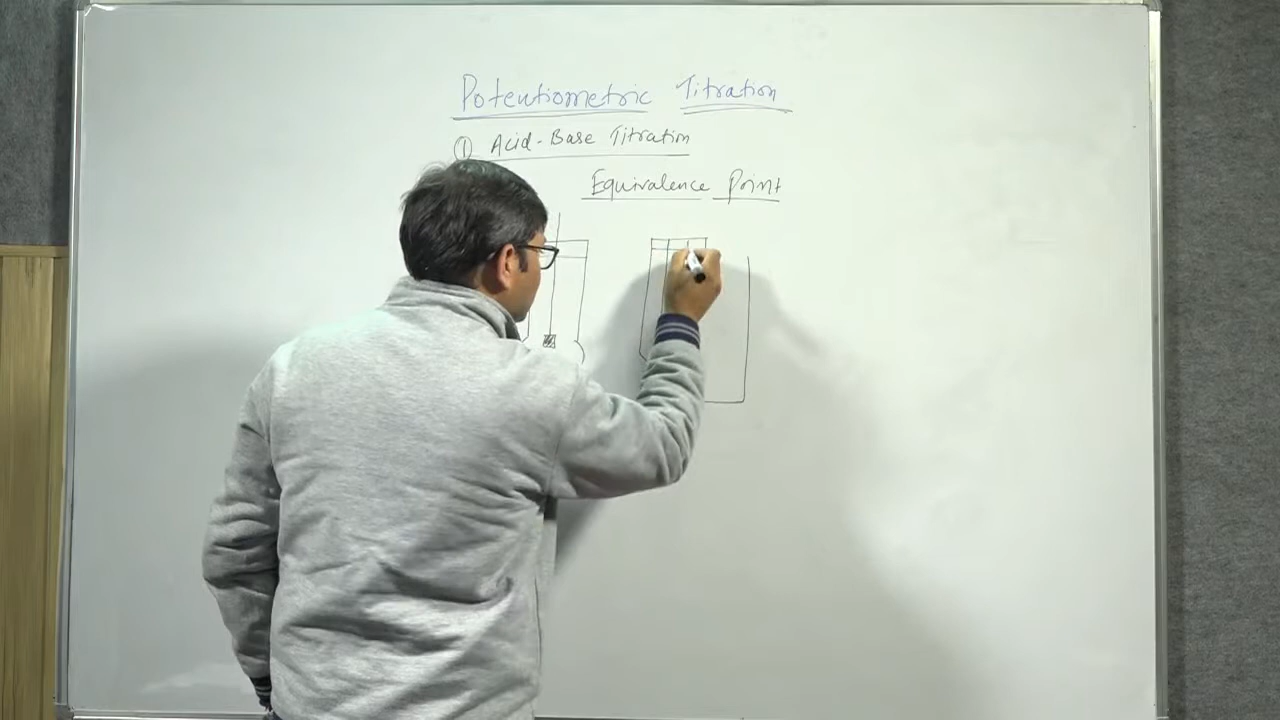 Potentiometric Titration
① Acid-Base Titration
Equivalence Point